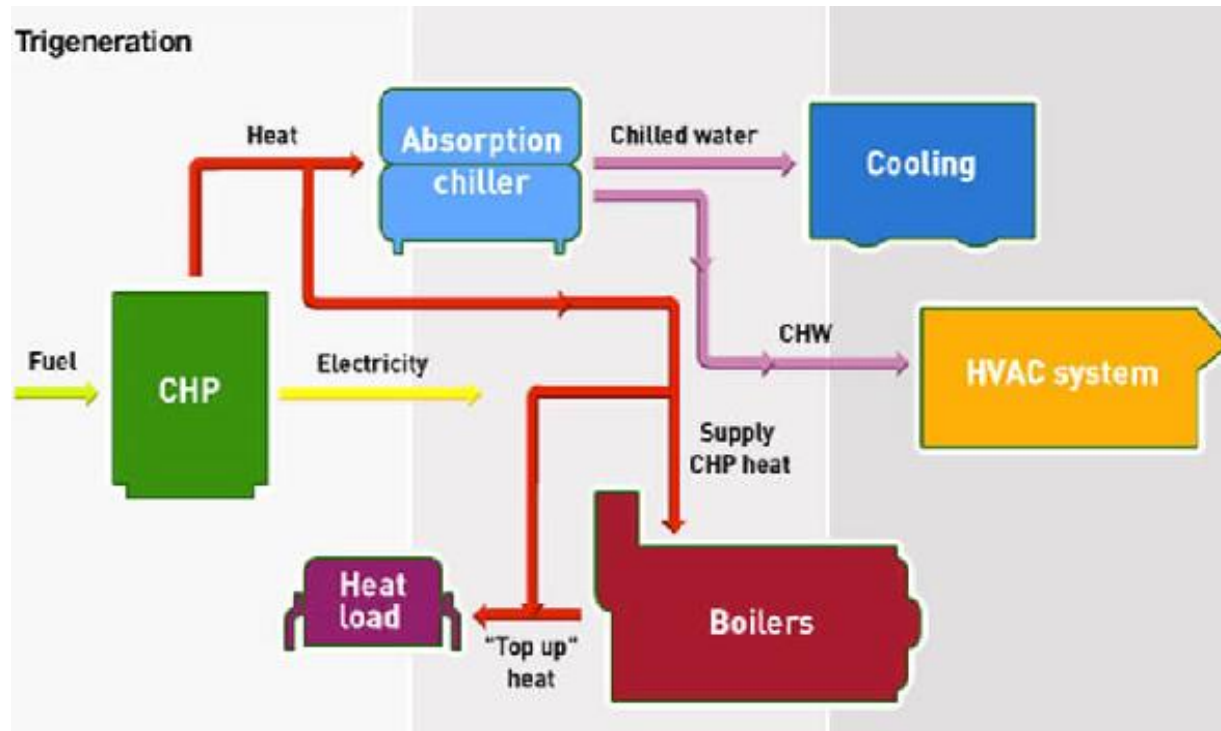 Trigeneration
Heat
Absorption
chiller
Chilled water
Cooling
Fuel
CHP
Electricity
CHW
HVAC system
Supply
CHP heat
Heat
load
"Top up"
heat
Boilers